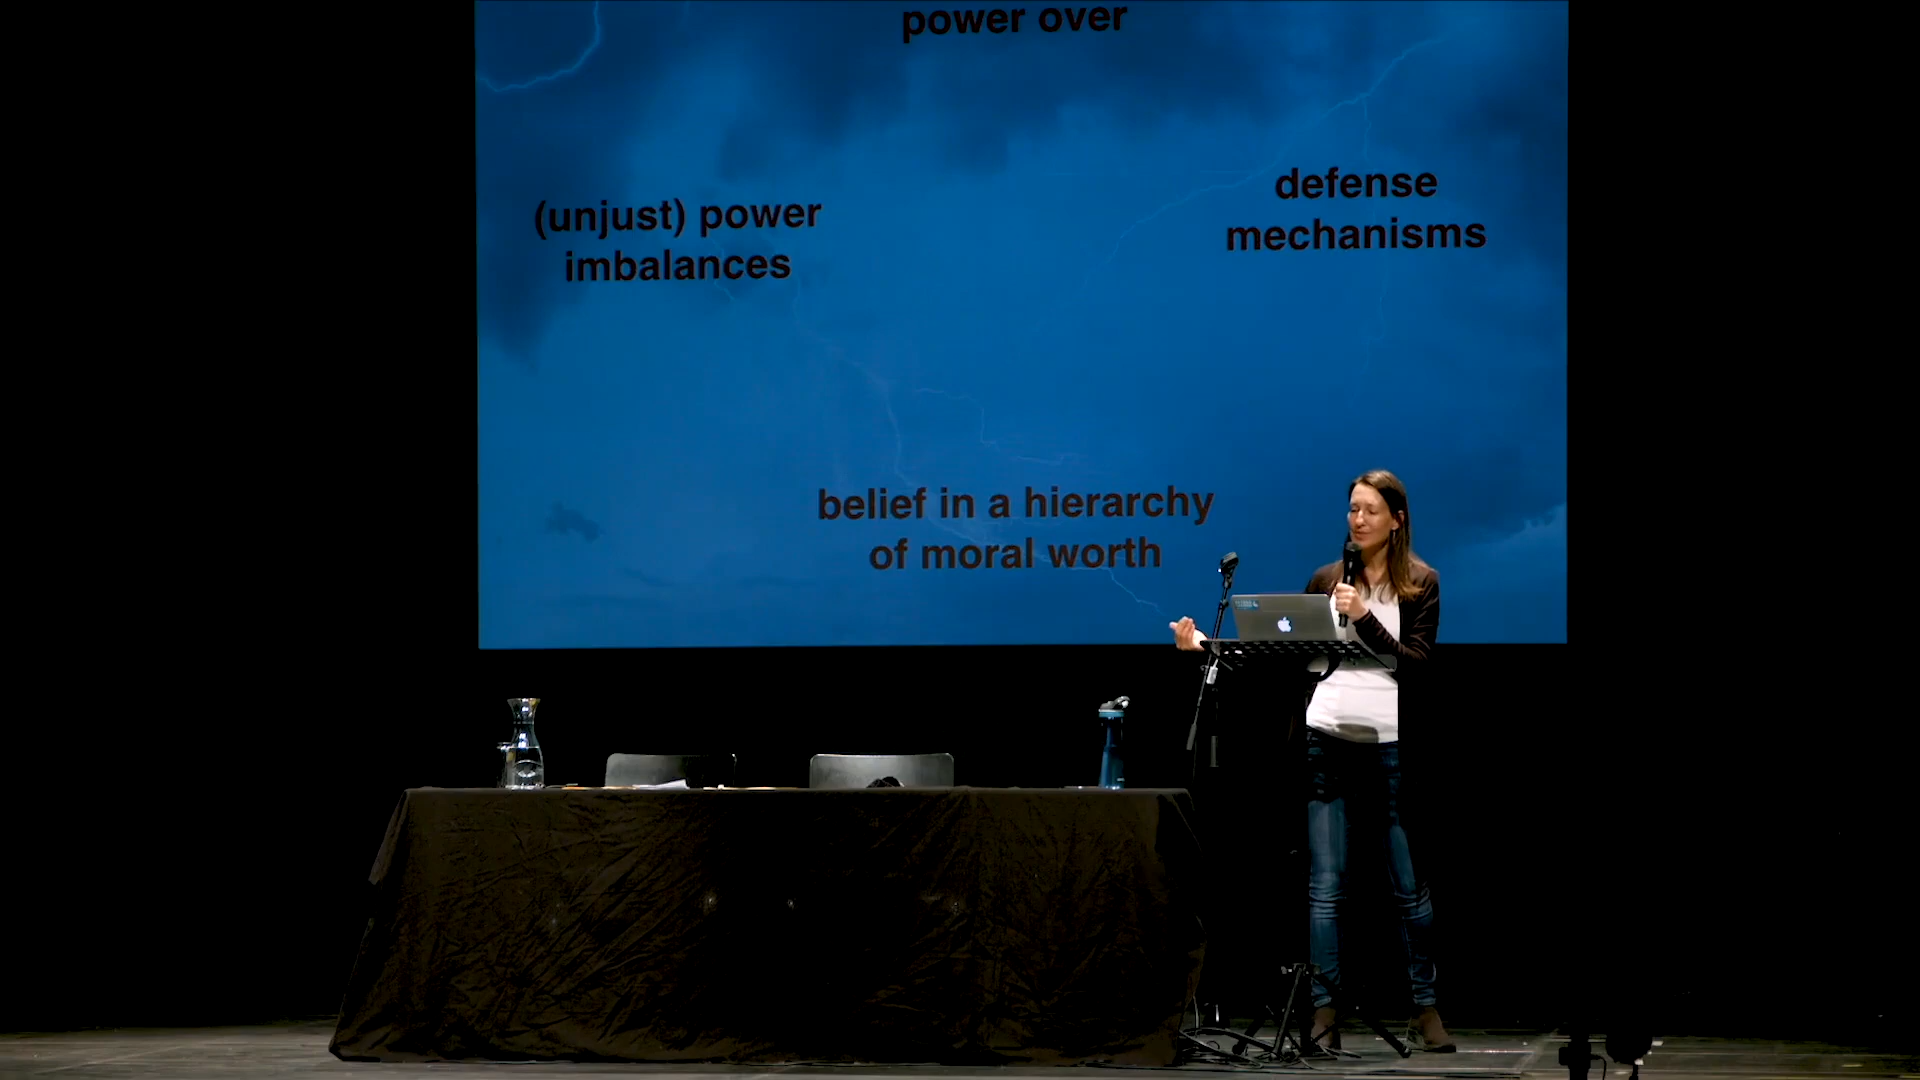 power over
(unjust) power
imbalances
defense
mechanisms
belief in a hierarchy
of moral worth